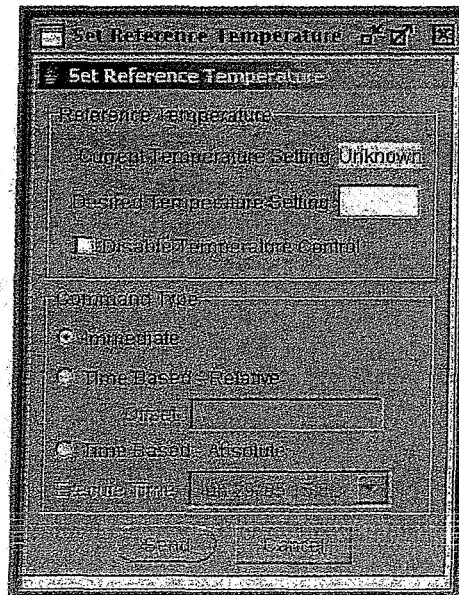 Set Reference Temperature
Set Reference Temperature
Reference Temperature
Current Temperature Setting Unknown
Desired Temperature Setting
Disable Temperature Control
Command Type
Immediate
Time Based - Relative
Time Based - Absolute
Execute Time
Send Cancel